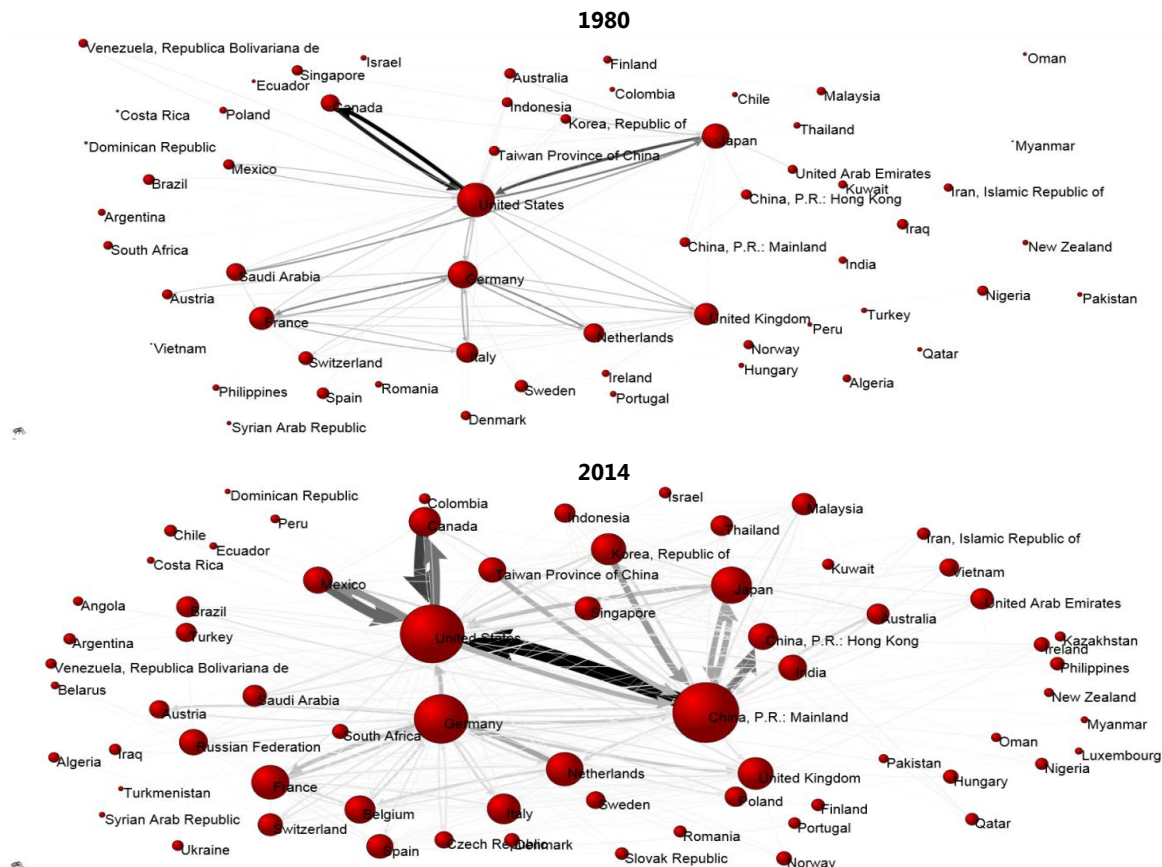 1980
Venezuela, Republica Bolivariana de
Israel
Finland
Oman
Singapore
Ecuador
Australia
Colombia
Chile
Malaysia
Canada
Indonesia
Costa Rica
Poland
Korea, Republic of
Thailand
Japan
Dominican Republic
Taiwan Province of China
Myanmar
Mexico
United Arab Emirates
Brazil
Kuwait
Iran, Islamic Republic of
United States
China, P.R.: Hong Kong
Argentina
Iraq
South Africa
China, P.R.: Mainland
New Zealand
India
Saudi Arabia
Germany
Austria
Nigeria
Pakistan
France
United Kingdom
Turkey
Peru
Netherlands
Vietnam
Norway
Qatar
Switzerland
Italy
Hungary
Ireland
Algeria
Philippines
Romania
Spain
Sweden
Portugal
Denmark
Syrian Arab Republic
2014
Dominican Republic
Colombia
Israel
Peru
Canada
Indonesia
Malaysia
Chile
Thailand
Iran, Islamic Republic of
Ecuador
Korea, Republic of
Costa Rica
Taiwan Province of China
Kuwait
Vietnam
Mexico
Japan
Angola
Brazil
Singapore
Australia
United Arab Emirates
Turkey
United States
China, P.R.: Hong Kong
Kazakhstan
Argentina
Ireland
Venezuela, Republica Bolivariana de
India
Philippines
Belarus
Saudi Arabia
New Zealand
Austria
Germany
China, P.R.: Mainland
Myanmar
South Africa
Russian Federation
Oman
Iraq
Luxembourg
Algeria
Pakistan
Nigeria
Netherlands
United Kingdom
Hungary
France
Turkmenistan
Poland
Sweden
Finland
Belgium
Italy
Syrian Arab Republic
Qatar
Switzerland
Portugal
Romania
Czech Republic
Denmark
Ukraine
Spain
Slovak Republic
Norway